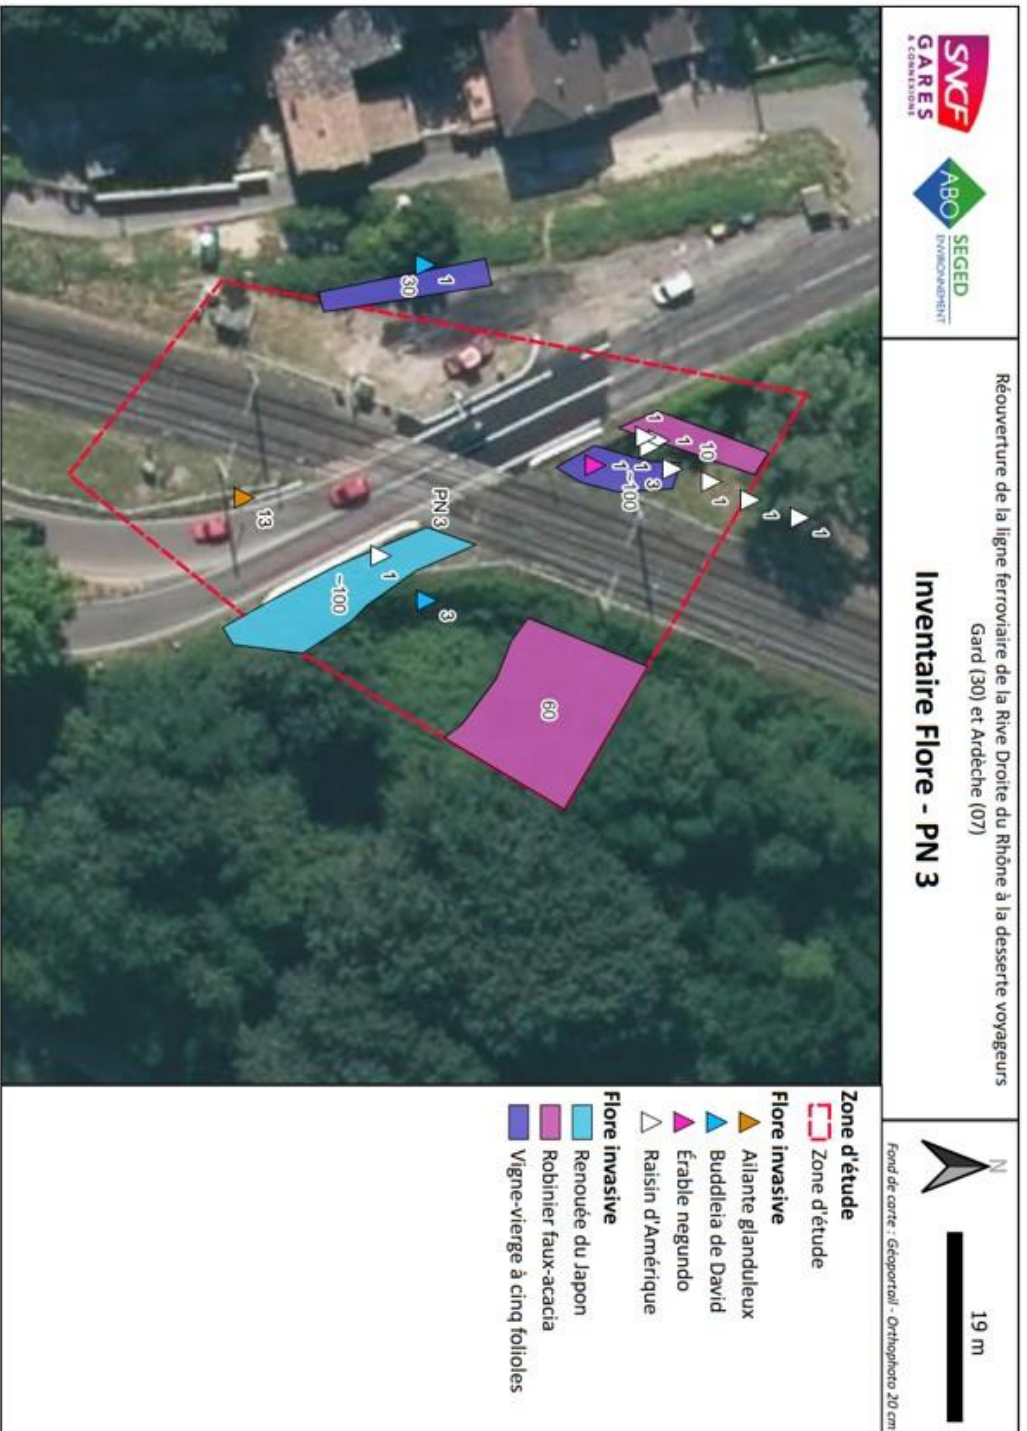 SNCF
GARES
& CONNEXIONS
ABO
SEGED
ENVIRONNEMENT
Réouverture de la ligne ferroviaire de la Rive Droite du Rhône à la desserte voyageurs
Gard (30) et Ardèche (07)
Inventaire Flore - PN 3
N
19 m
Fond de carte : Géoportail - Orthophoto 20 cm
Zone d'étude
Zone d'étude
Flore invasive
Ailante glanduleux
Buddleia de David
Érable negundo
Raisin d'Amérique
Flore invasive
Renouée du Japon
Robinier faux-acacia
Vigne-vierge à cinq folioles
1
30
1
1
10
1
3
1
~100
1
1
1
PN 3
13
1
~100
3
60